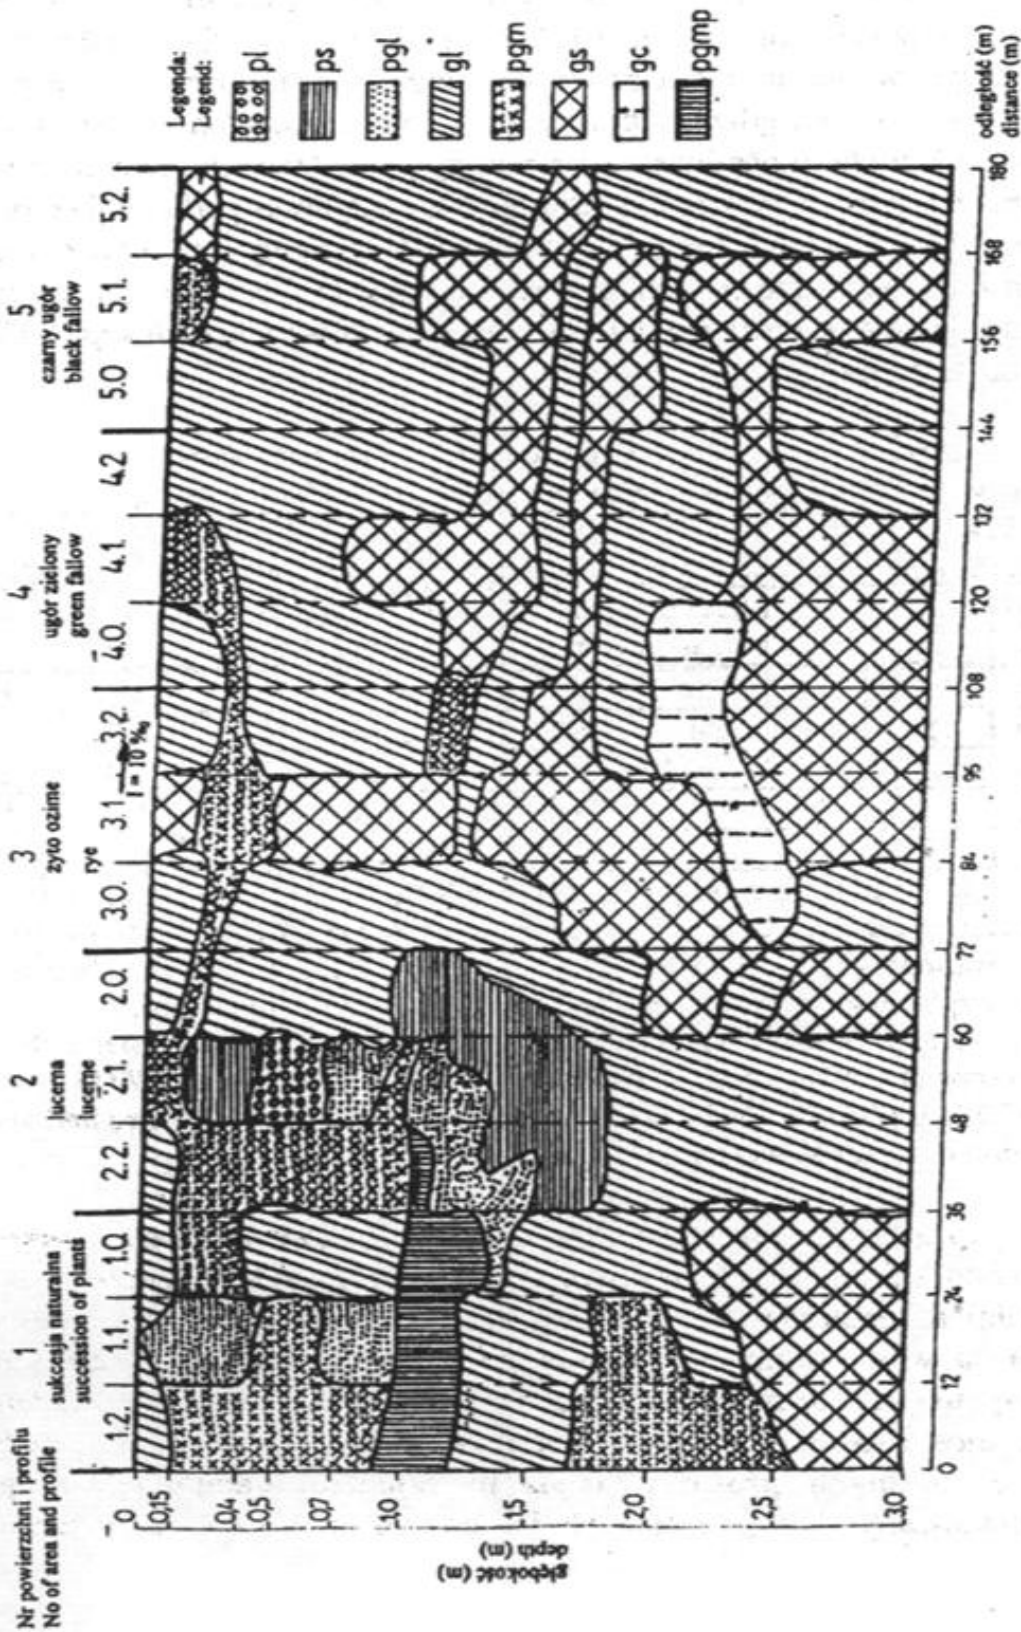 Nr powierzchni i profilu
No of area and profile
1
sukcesja naturalna
succession of plants
2
lucerna
lucerne
3
żyto ozime
rye
4
ugór zielony
green fallow
5
czarny ugór
black fallow
1.2. 1.1. 1.0. 2.2. 2.1. 2.0. 3.0. 3.1. 3.2. 4.0. 4.1. 4.2 5.0 5.1. 5.2.
i = 10 ‰
głębokość (m)
depth (m)
0
0,15
0,4
0,5
0,7
1,0
1,5
2,0
2,5
3,0
0 12 24 36 48 60 72 84 96 108 120 132 144 156 168 180
odległość (m)
distance (m)
Legenda:
Legend:
pl
ps
pgl
gl
pgm
gs
gc
pgmp